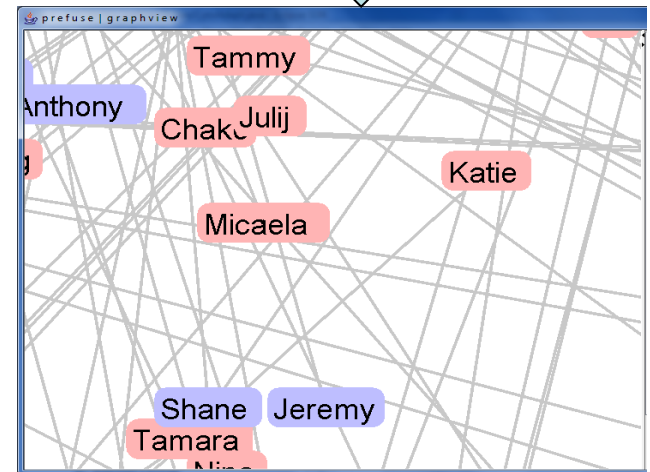 prefuse | graphview
Tammy
Anthony
Julij
Katie
Micaela
Shane
Jeremy
Tamara